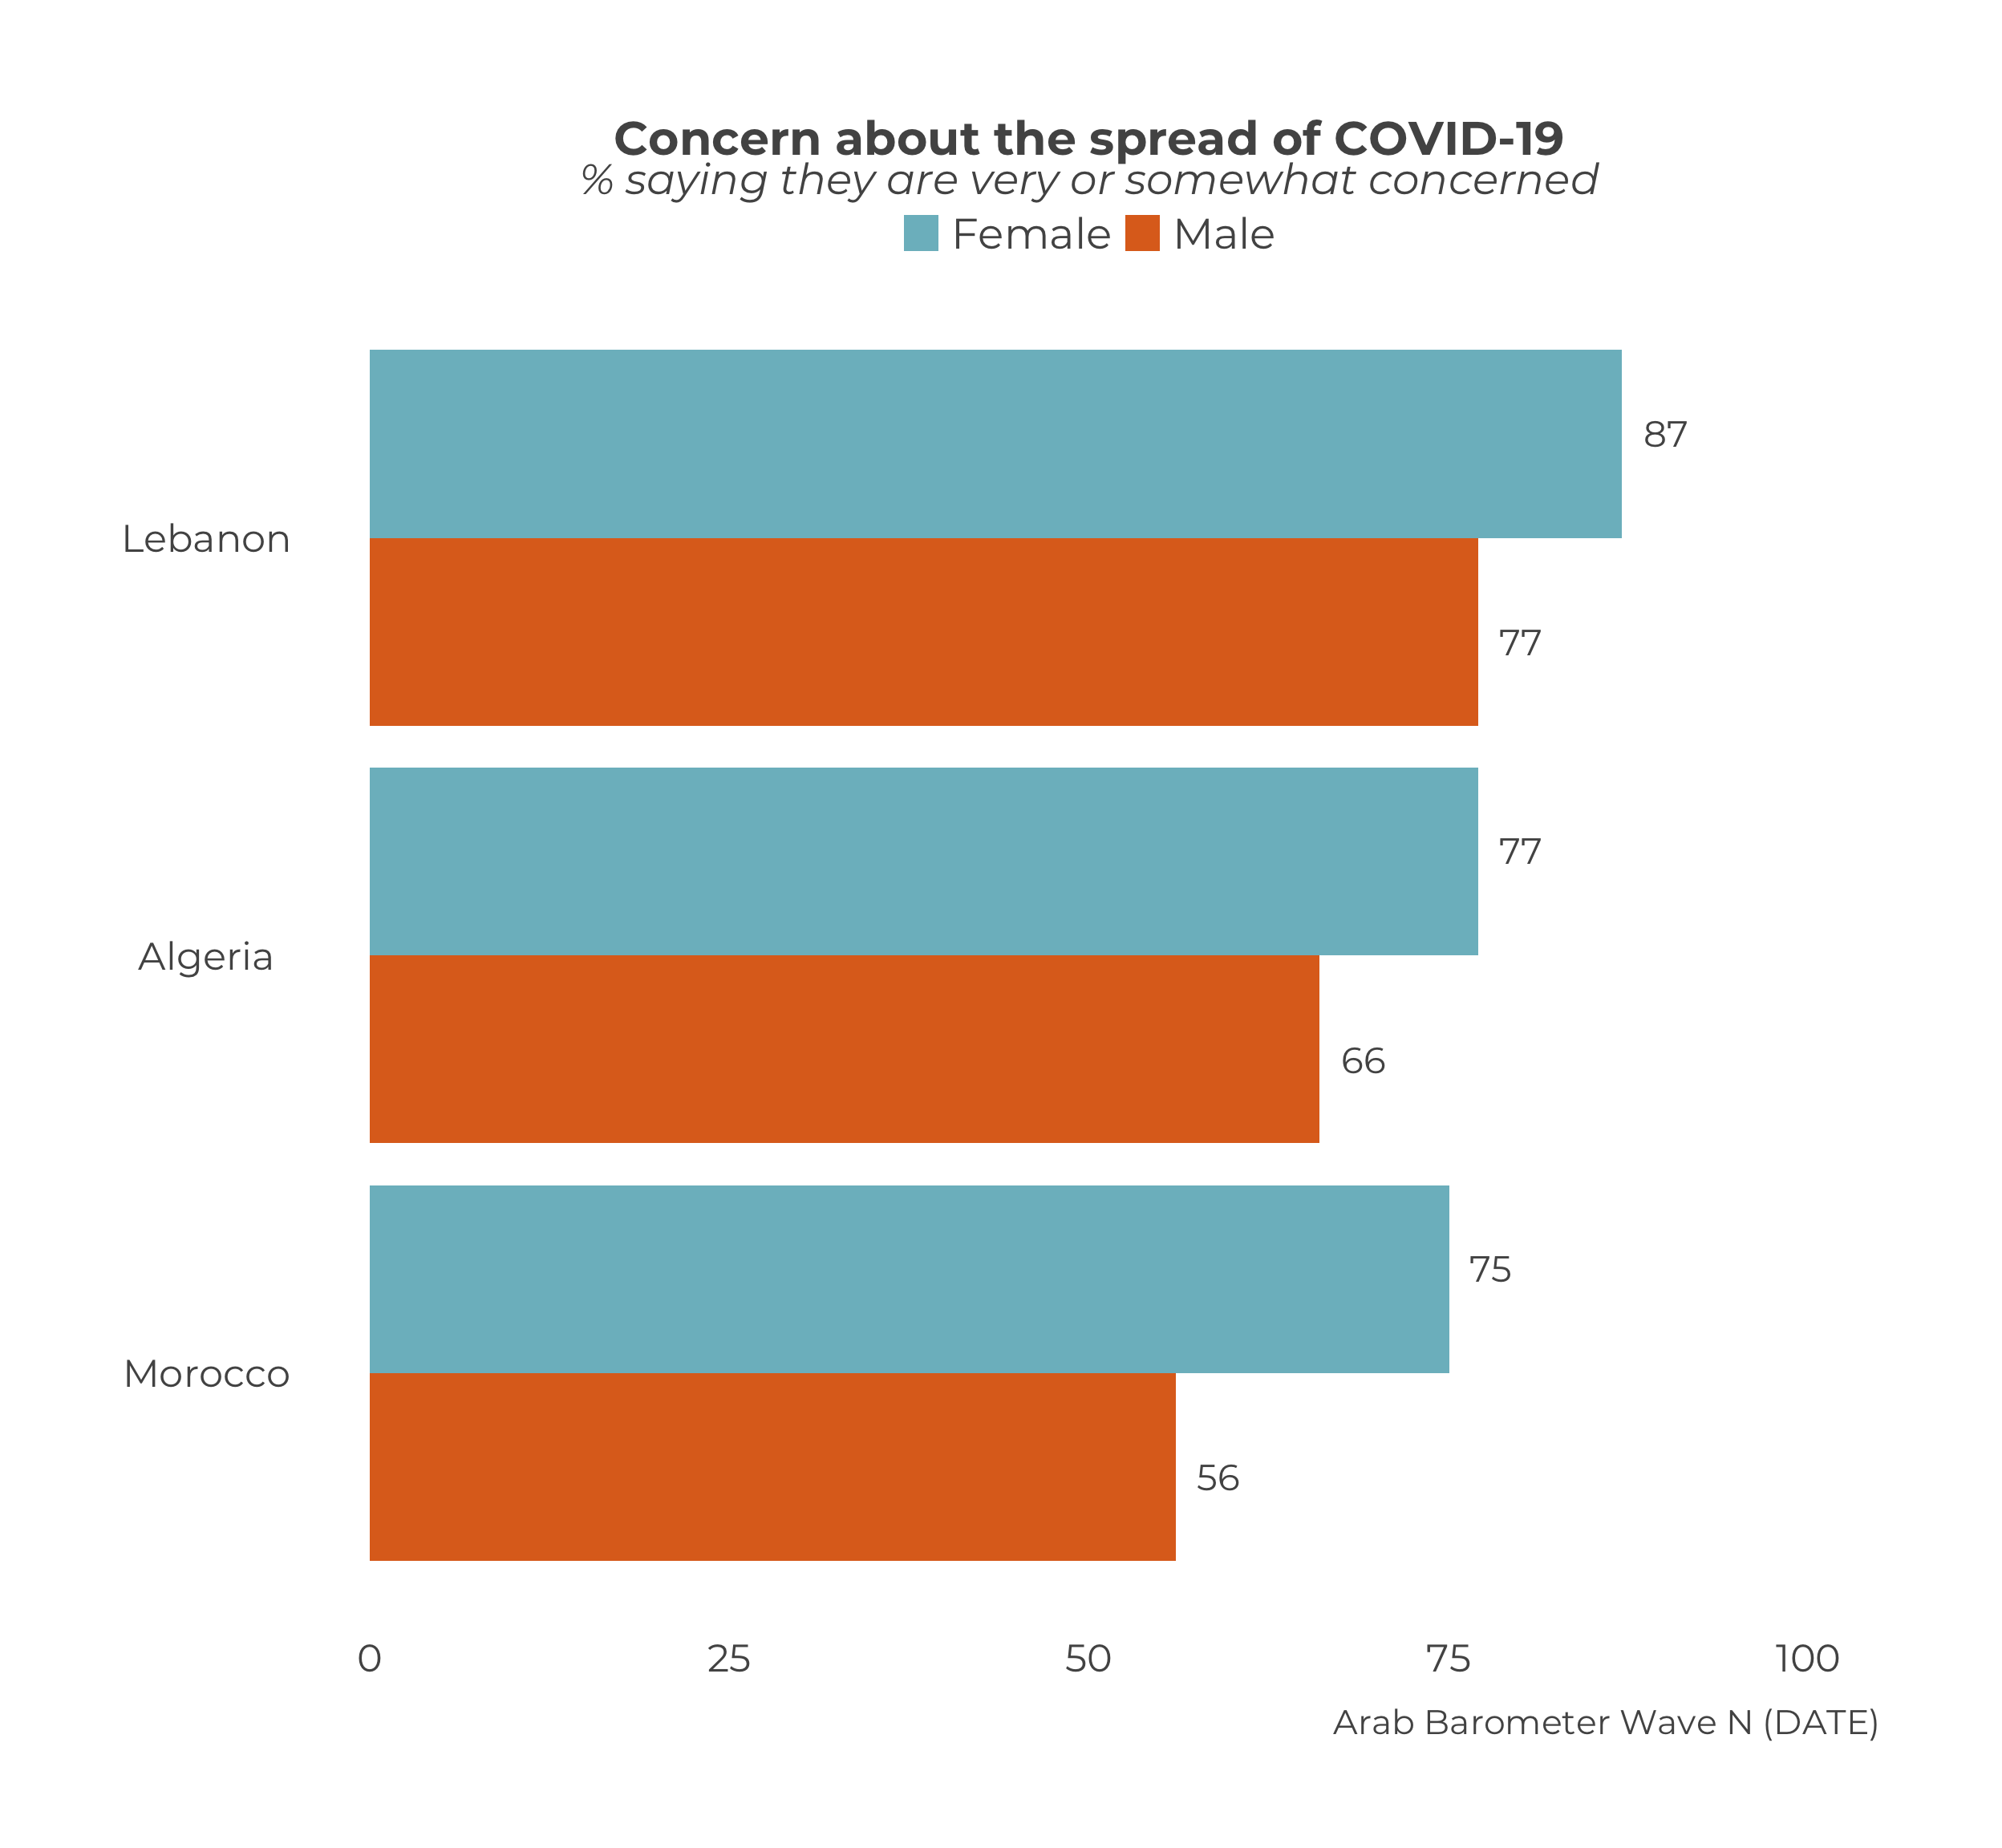 Concern about the spread of COVID-19
% saying they are very or somewhat concerned
Female Male
87
Lebanon
77
77
Algeria
66
75
Morocco
56
0 25 50 75 100
Arab Barometer Wave N (DATE)